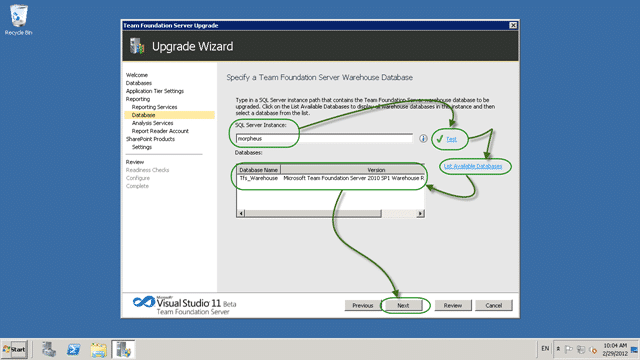 Recycle Bin
Team Foundation Server Upgrade
Upgrade Wizard
Welcome
Databases
Application Tier Settings
Reporting
Reporting Services
Database
Analysis Services
Report Reader Account
SharePoint Products
Settings
Review
Readiness Checks
Configure
Complete
Specify a Team Foundation Server Warehouse Database
Type in a SQL Server instance path that contains the Team Foundation Server warehouse database to be
upgraded. Click on the List Available Databases to display all warehouse databases in the instance and then
select a database from the list.
SQL Server Instance:
morpheus
Test
List Available Databases
Databases:
Database Name Version
Tfs_Warehouse Microsoft Team Foundation Server 2010 SP1 Warehouse R
Microsoft
Visual Studio 11 Beta
Team Foundation Server
Previous
Next
Review
Cancel
Start
EN
10:04 AM
2/29/2012